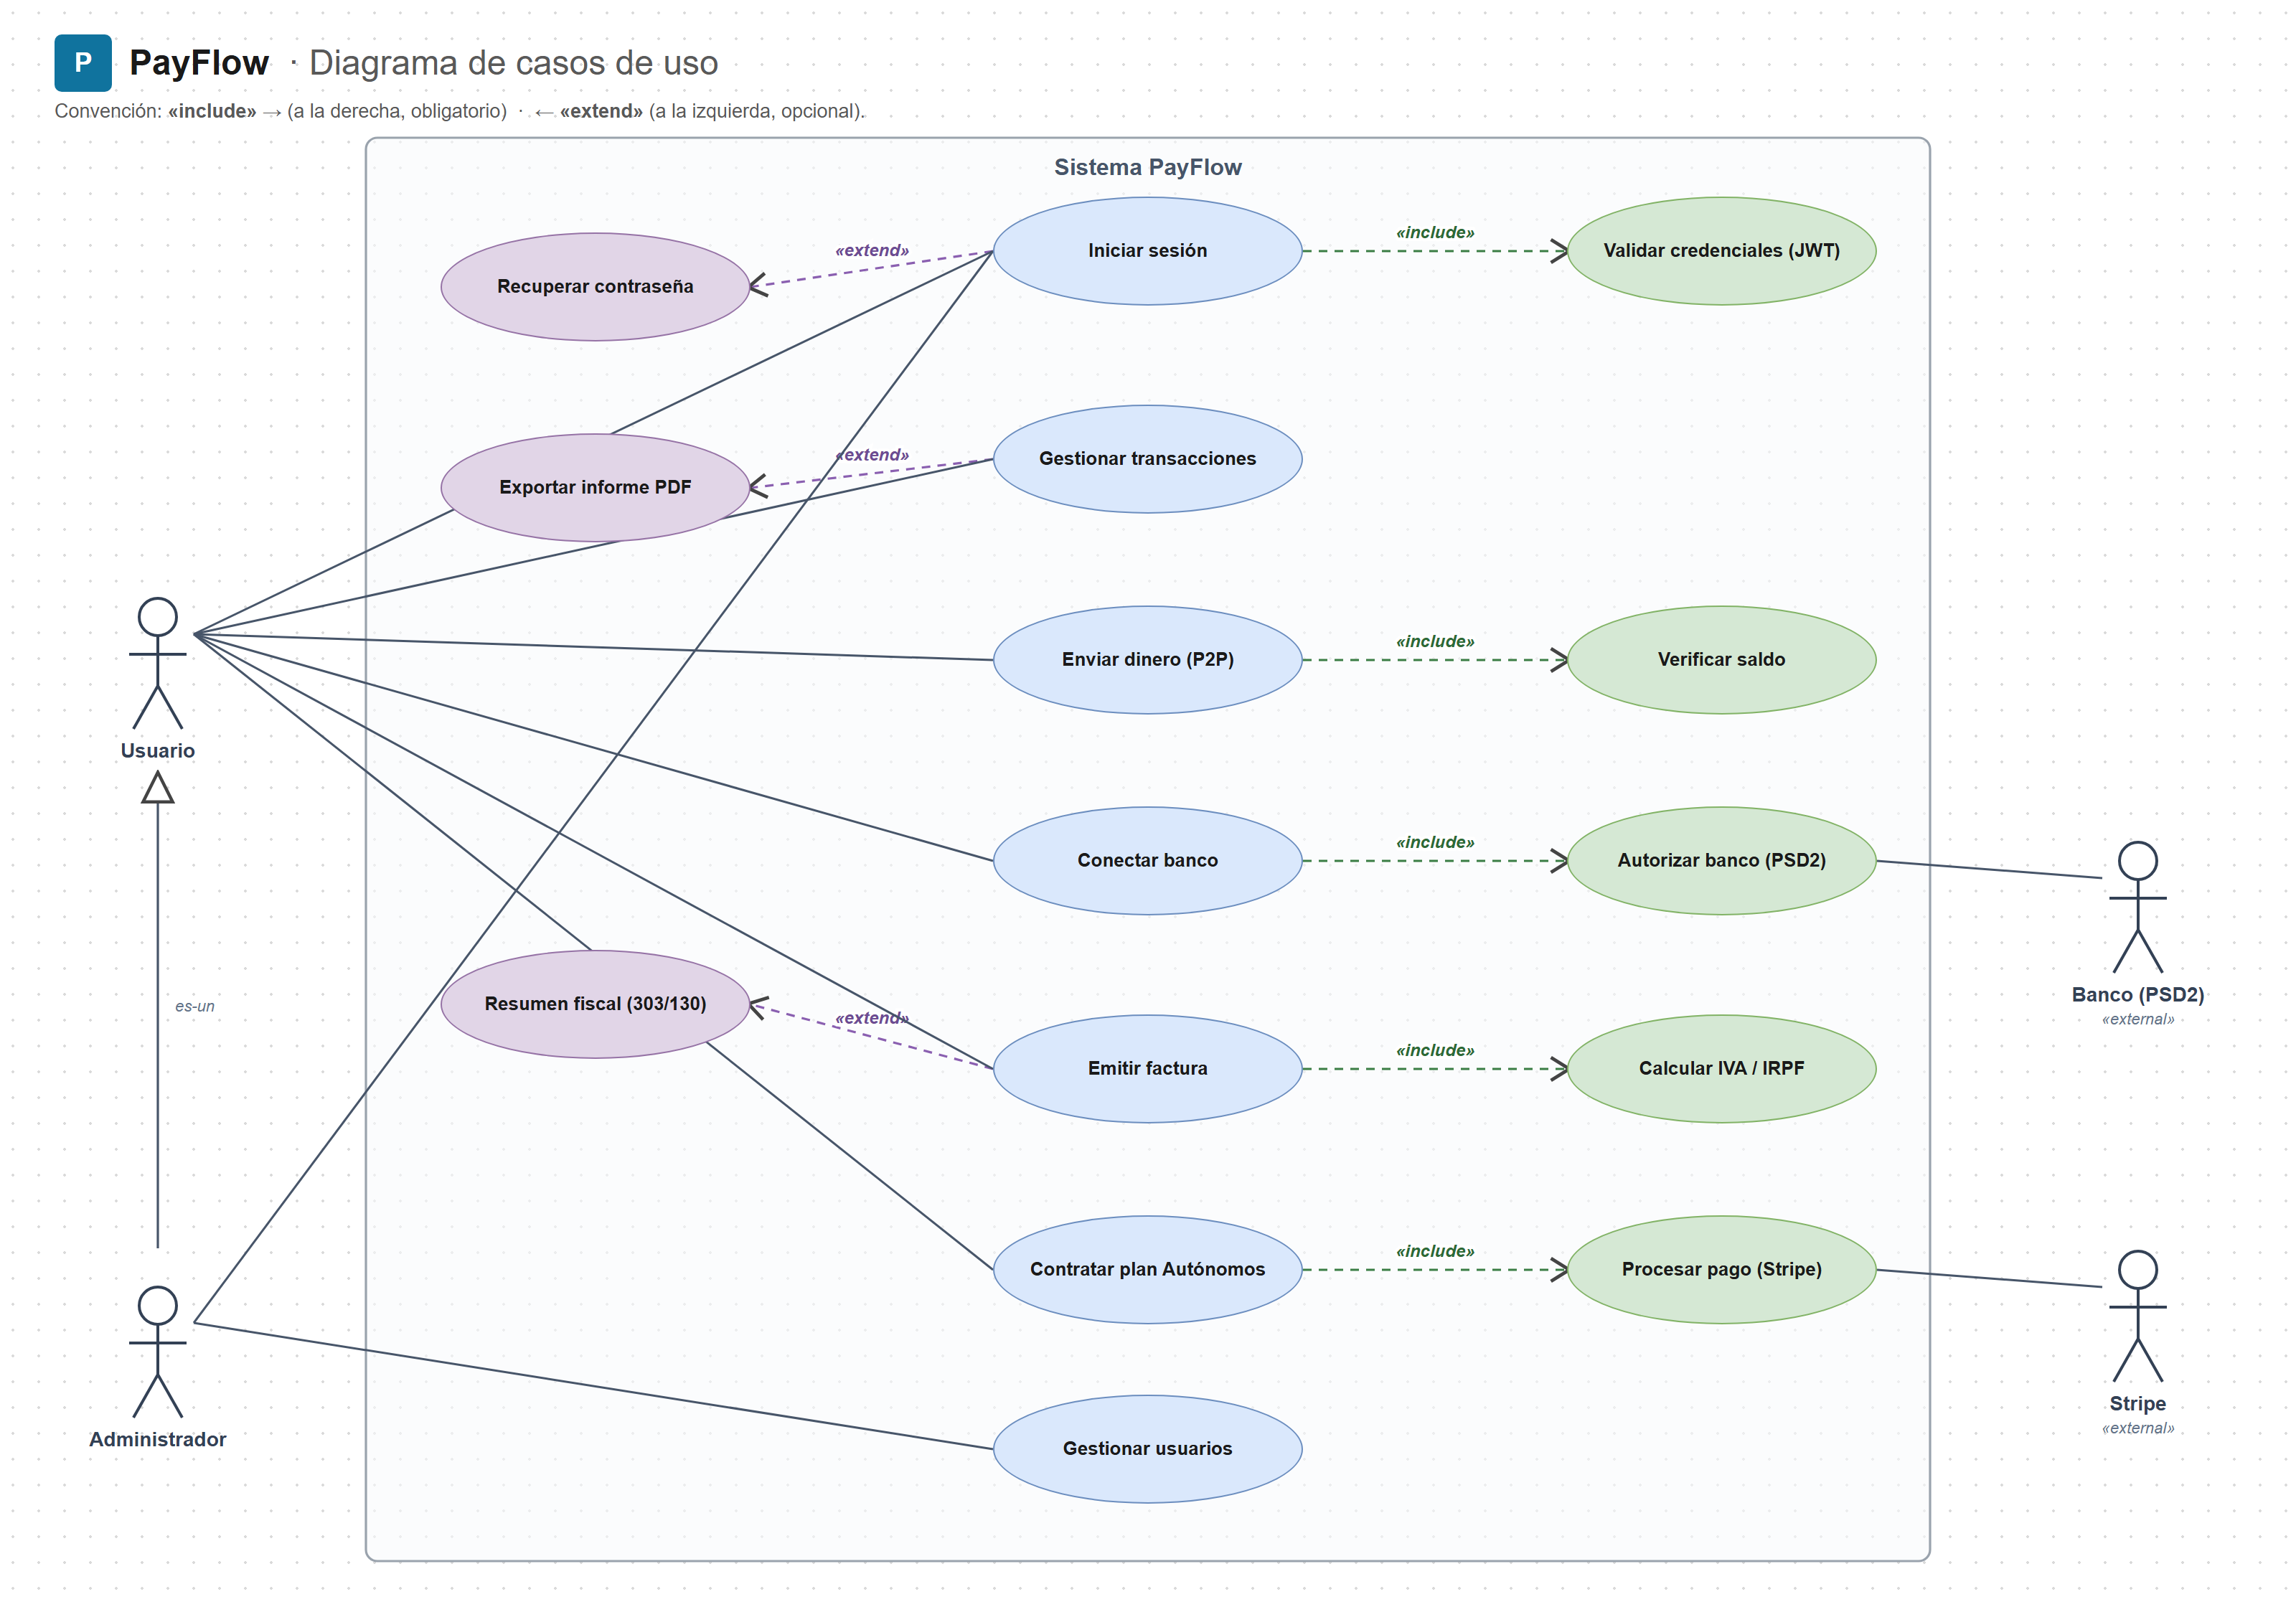 P
PayFlow · Diagrama de casos de uso
Convención: «include» → (a la derecha, obligatorio) · ← «extend» (a la izquierda, opcional).
Sistema PayFlow
«include»
Iniciar sesión
Validar credenciales (JWT)
«extend»
Recuperar contraseña
«extend»
Gestionar transacciones
Exportar informe PDF
«include»
Enviar dinero (P2P)
Verificar saldo
Usuario
«include»
Conectar banco
Autorizar banco (PSD2)
Banco (PSD2)
«external»
es-un
Resumen fiscal (303/130)
«extend»
«include»
Emitir factura
Calcular IVA / IRPF
«include»
Contratar plan Autónomos
Procesar pago (Stripe)
Stripe
«external»
Administrador
Gestionar usuarios